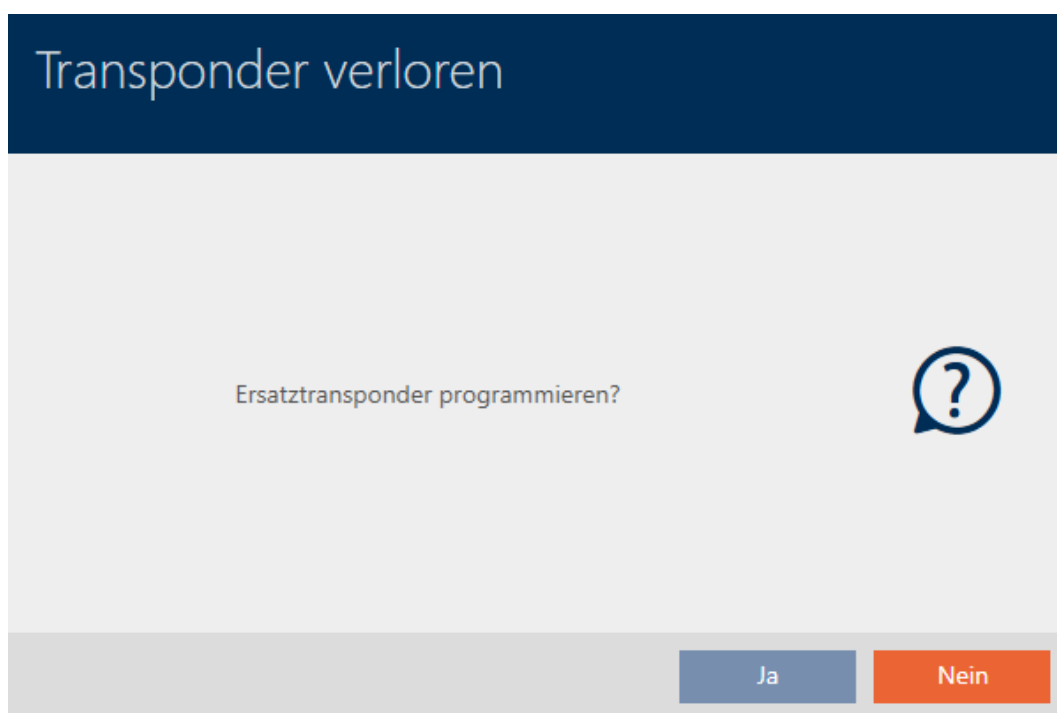 Transponder verloren
Ersatztransponder programmieren?
?
Ja
Nein